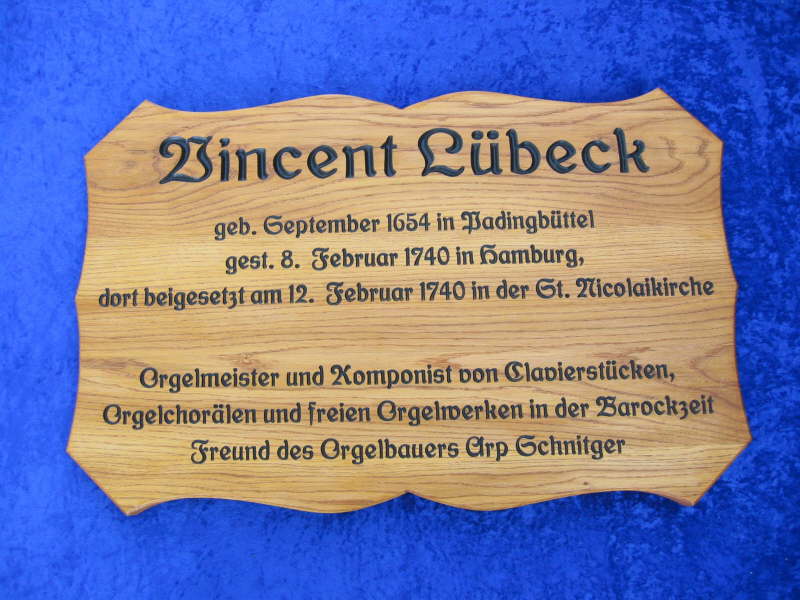 Vincent Lübeck
geb. September 1654 in Padingbüttel
gest. 8. Februar 1740 in Hamburg,
dort beigesetzt am 12. Februar 1740 in der St. Nicolaikirche
Orgelmeister und Komponist von Clavierstücken,
Orgelchorälen und freien Orgelwerken in der Barockzeit
Freund des Orgelbauers Arp Schnitger